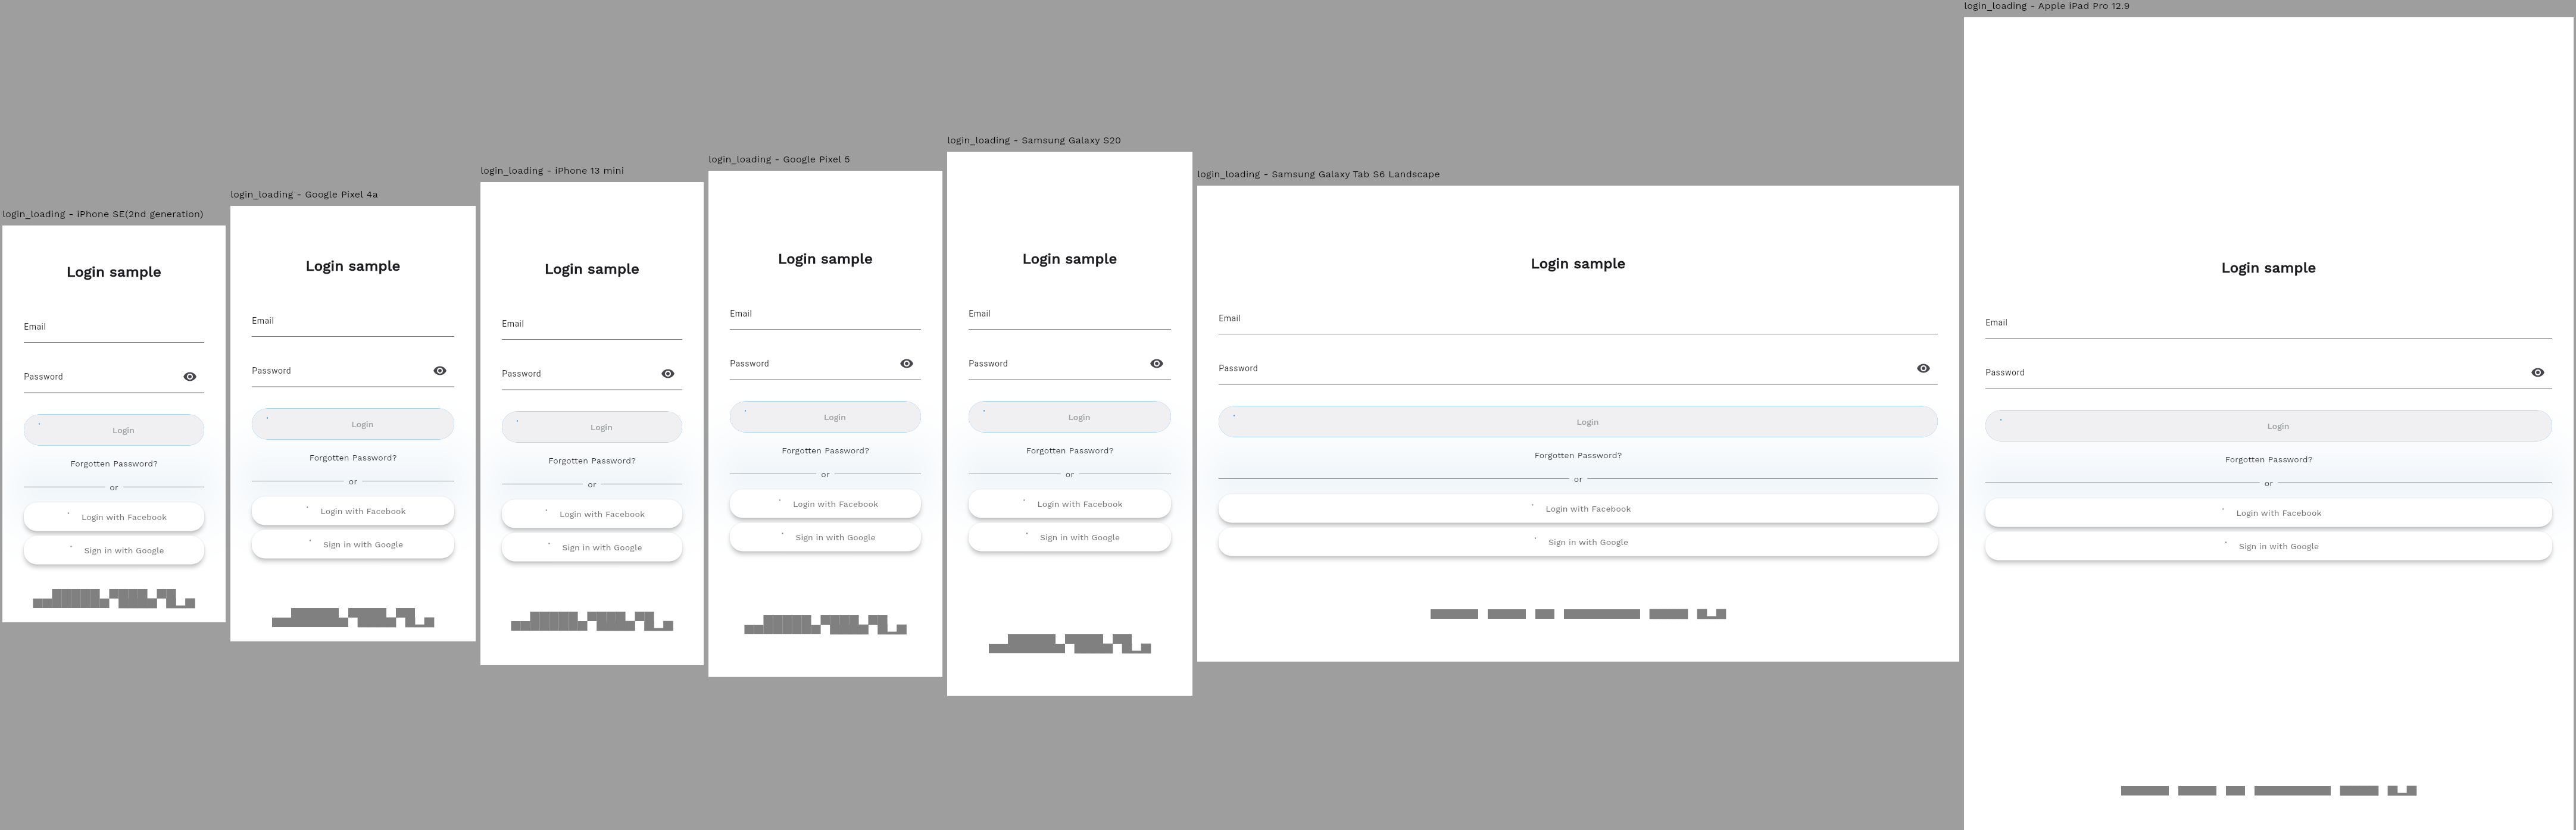 login_loading - iPhone SE(2nd generation)
Login sample
Email
Password
Login
Forgotten Password?
or
Login with Facebook
Sign in with Google
login_loading - Google Pixel 4a
Login sample
Email
Password
Login
Forgotten Password?
or
Login with Facebook
Sign in with Google
login_loading - iPhone 13 mini
Login sample
Email
Password
Login
Forgotten Password?
or
Login with Facebook
Sign in with Google
login_loading - Google Pixel 5
Login sample
Email
Password
Login
Forgotten Password?
or
Login with Facebook
Sign in with Google
login_loading - Samsung Galaxy S20
Login sample
Email
Password
Login
Forgotten Password?
or
Login with Facebook
Sign in with Google
login_loading - Samsung Galaxy Tab S6 Landscape
Login sample
Email
Password
Login
Forgotten Password?
or
Login with Facebook
Sign in with Google
login_loading - Apple iPad Pro 12.9
Login sample
Email
Password
Login
Forgotten Password?
or
Login with Facebook
Sign in with Google